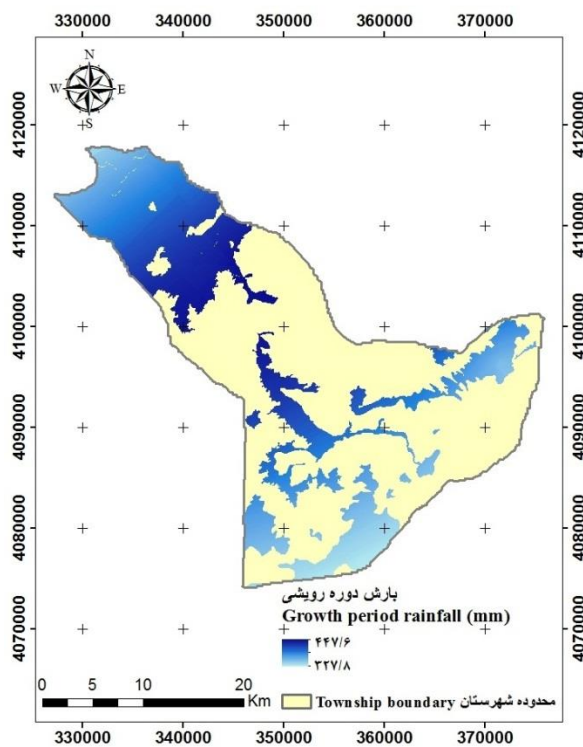 330000 340000 350000 360000 370000
N
W E
S
4120000 4120000
4110000 4110000
4100000 4100000
4090000 4090000
4080000 4080000
4070000 4070000
بارش دوره رویشی
Growth period rainfall (mm)
۴۴۷/۶
۳۲۷/۸
0 5 10 20
Km
Township boundary محدوده شهرستان
330000 340000 350000 360000 370000